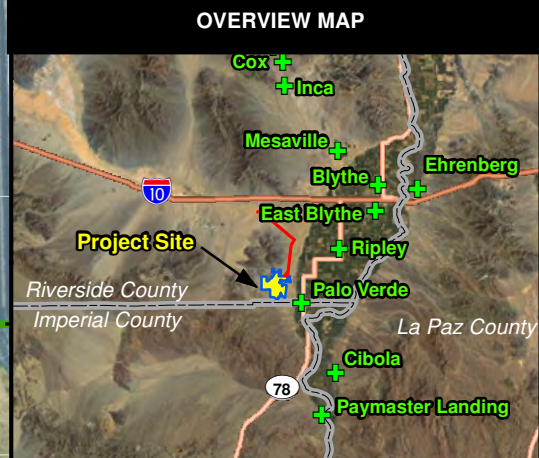 OVERVIEW MAP
Cox
Inca
Mesaville
Ehrenberg
Blythe
10
East Blythe
Project Site
Ripley
Riverside County
Palo Verde
Imperial County
La Paz County
Cibola
78
Paymaster Landing